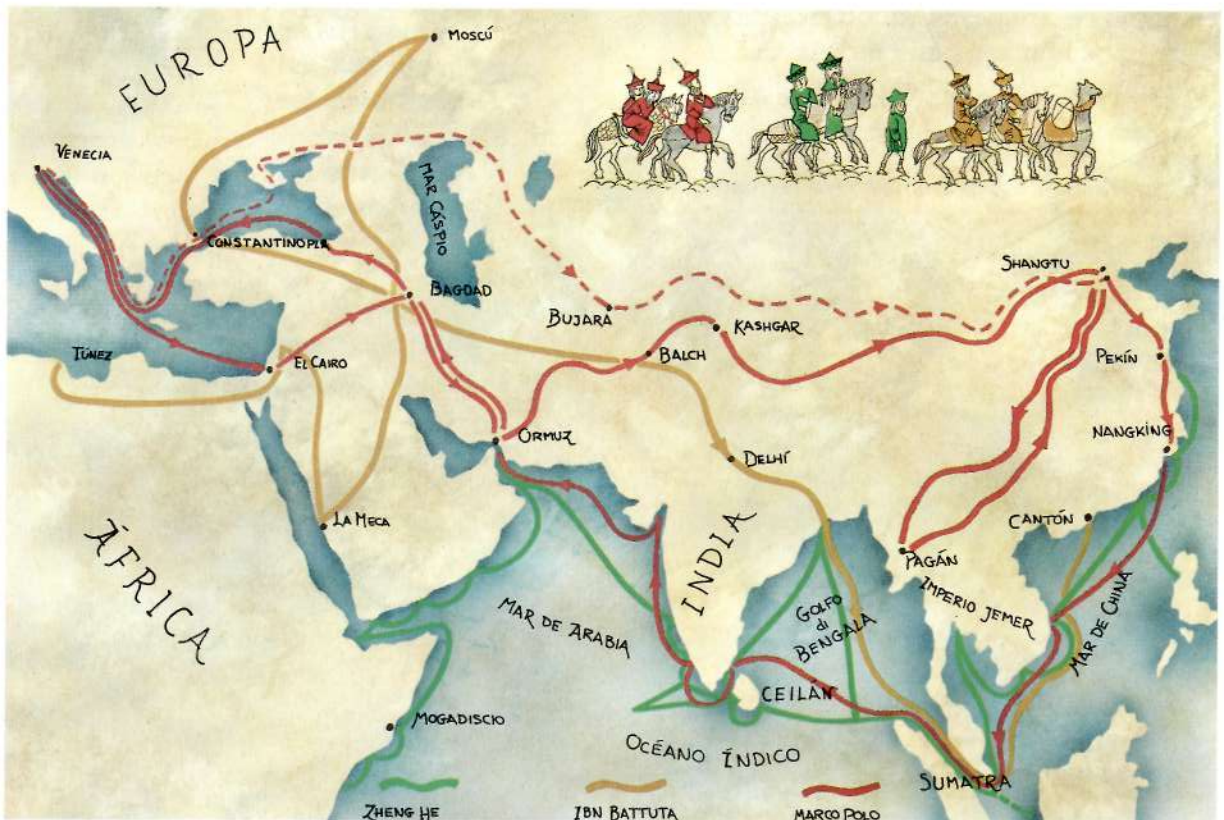 EUROPA
MOSCÚ
VENECIA
MAR CÁSPIO
CONSTANTINOPLA
SHANGTU
BAGDAD
BUJARA
KASHGAR
TÚNEZ
EL CAIRO
BALCH
PEKÍN
ORMUZ
NANGKÍNG
DELHÍ
LA MECA
CANTÓN
ÁFRICA
INDIA
PAGÁN
IMPERIO JEMER
MAR DE CHINA
MAR DE ARABIA
GOLFO
di
BENGALA
CEILÁN
MOGADISCIO
OCÉANO ÍNDICO
SUMATRA
ZHENG HE
IBN BATTUTA
MARCO POLO